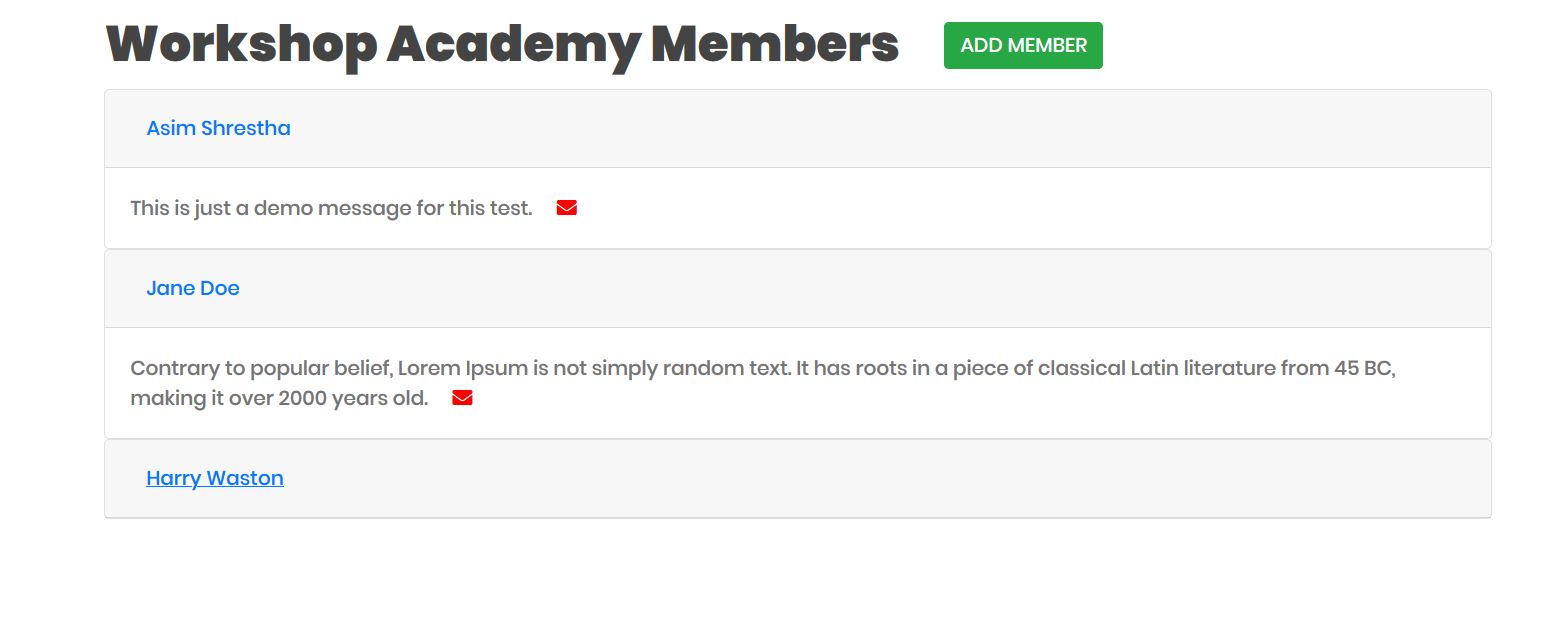 Workshop Academy Members
ADD MEMBER
Asim Shrestha
This is just a demo message for this test.
Jane Doe
Contrary to popular belief, Lorem Ipsum is not simply random text. It has roots in a piece of classical Latin literature from 45 BC,
making it over 2000 years old.
Harry Waston